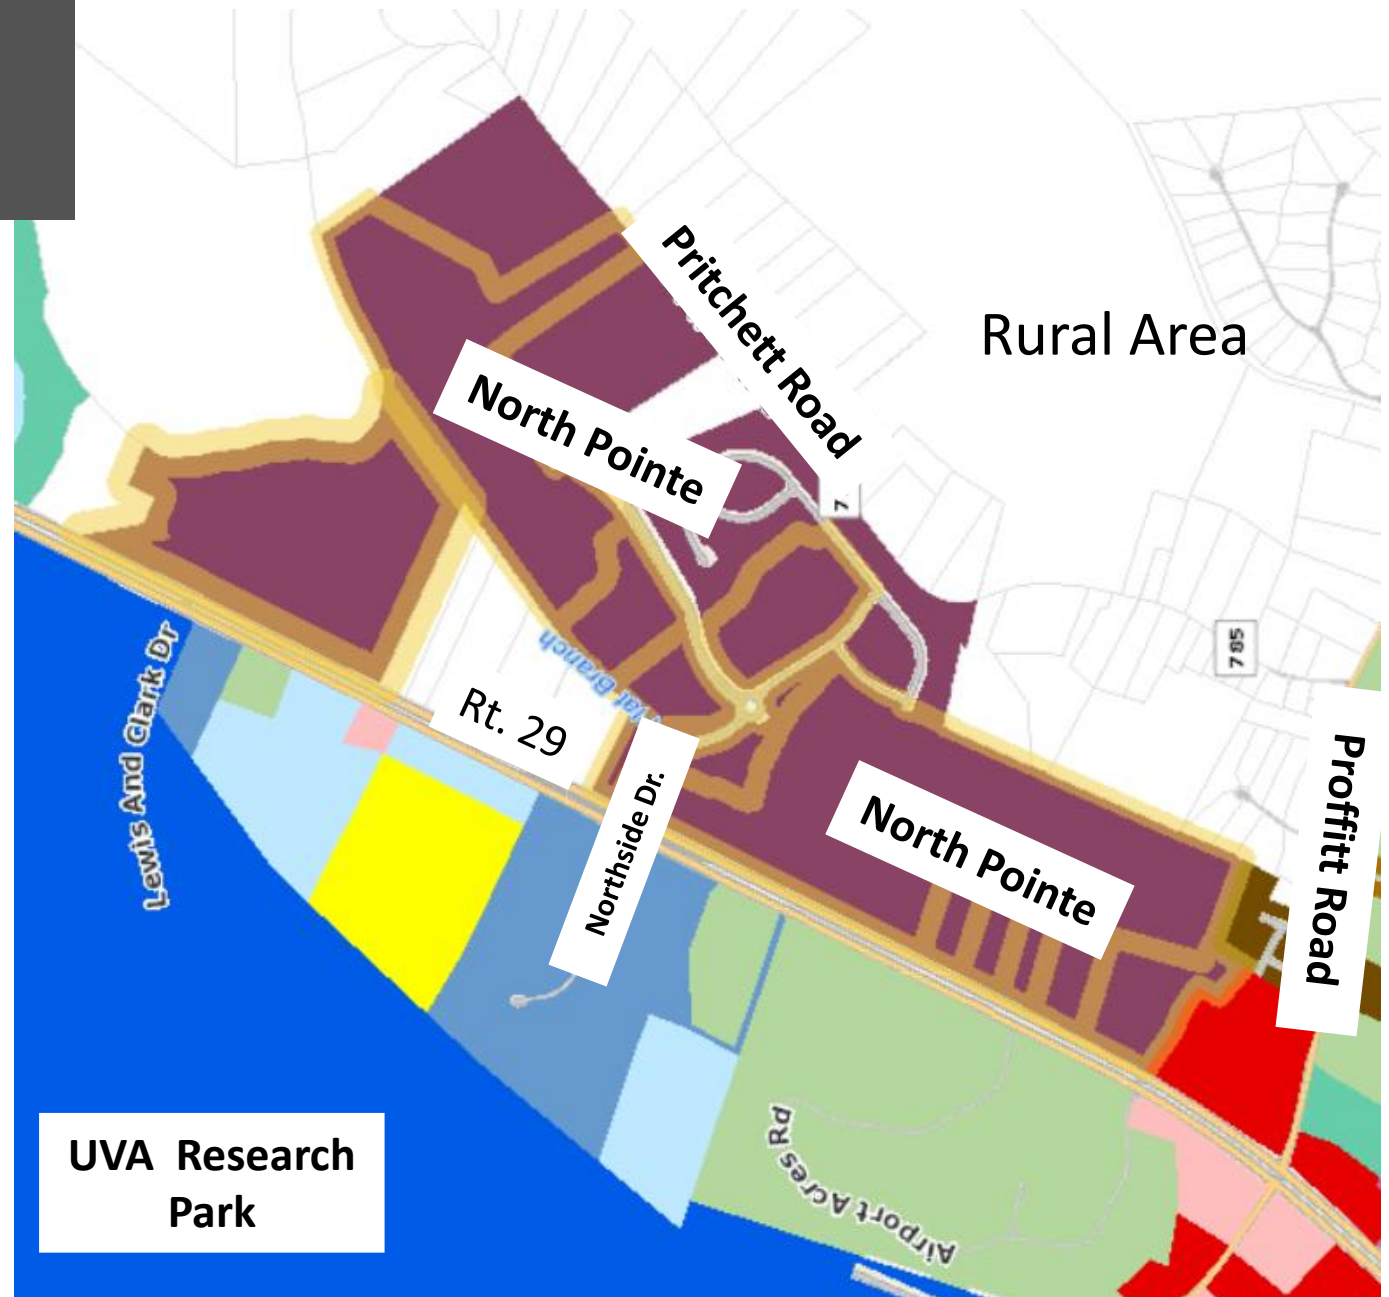 Pritchett Road
Rural Area
North Pointe
7
785
Lewis And Clark Dr
Branch
Rt. 29
Northside Dr.
North Pointe
Proffitt Road
UVA  Research
Park
Airport Acres Rd